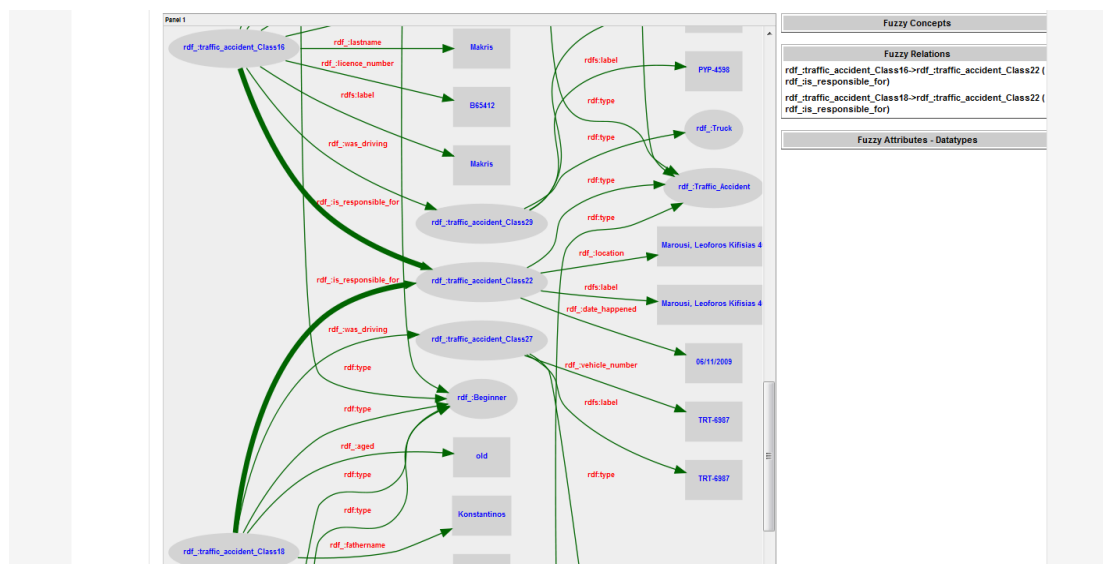 Panel 1
rdf_:traffic_accident_Class16
rdf_:lastname
Makris
rdf_:licence_number
B65412
rdfs:label
Makris
rdf_:was_driving
rdf_:is_responsible_for
rdf_:traffic_accident_Class29
rdf_:is_responsible_for
rdf_:traffic_accident_Class22
rdf_:was_driving
rdf_:traffic_accident_Class27
rdf:type
rdf_:Beginner
rdf:type
rdf_:aged
old
rdf:type
rdf:type
Konstantinos
rdf_:fathername
rdf_:traffic_accident_Class18
rdfs:label
PYP-4598
rdf:type
rdf_:Truck
rdf:type
rdf:type
rdf_:Traffic_Accident
rdf:type
Marousi, Leoforos Kifisias 4
rdf_:location
rdfs:label
Marousi, Leoforos Kifisias 4
rdf_:date_happened
06/11/2009
rdf_:vehicle_number
rdfs:label
TRT-6987
rdf:type
TRT-6987
Fuzzy Concepts
Fuzzy Relations
rdf_:traffic_accident_Class16->rdf_:traffic_accident_Class22 (
rdf_:is_responsible_for)
rdf_:traffic_accident_Class18->rdf_:traffic_accident_Class22 (
rdf_:is_responsible_for)
Fuzzy Attributes - Datatypes